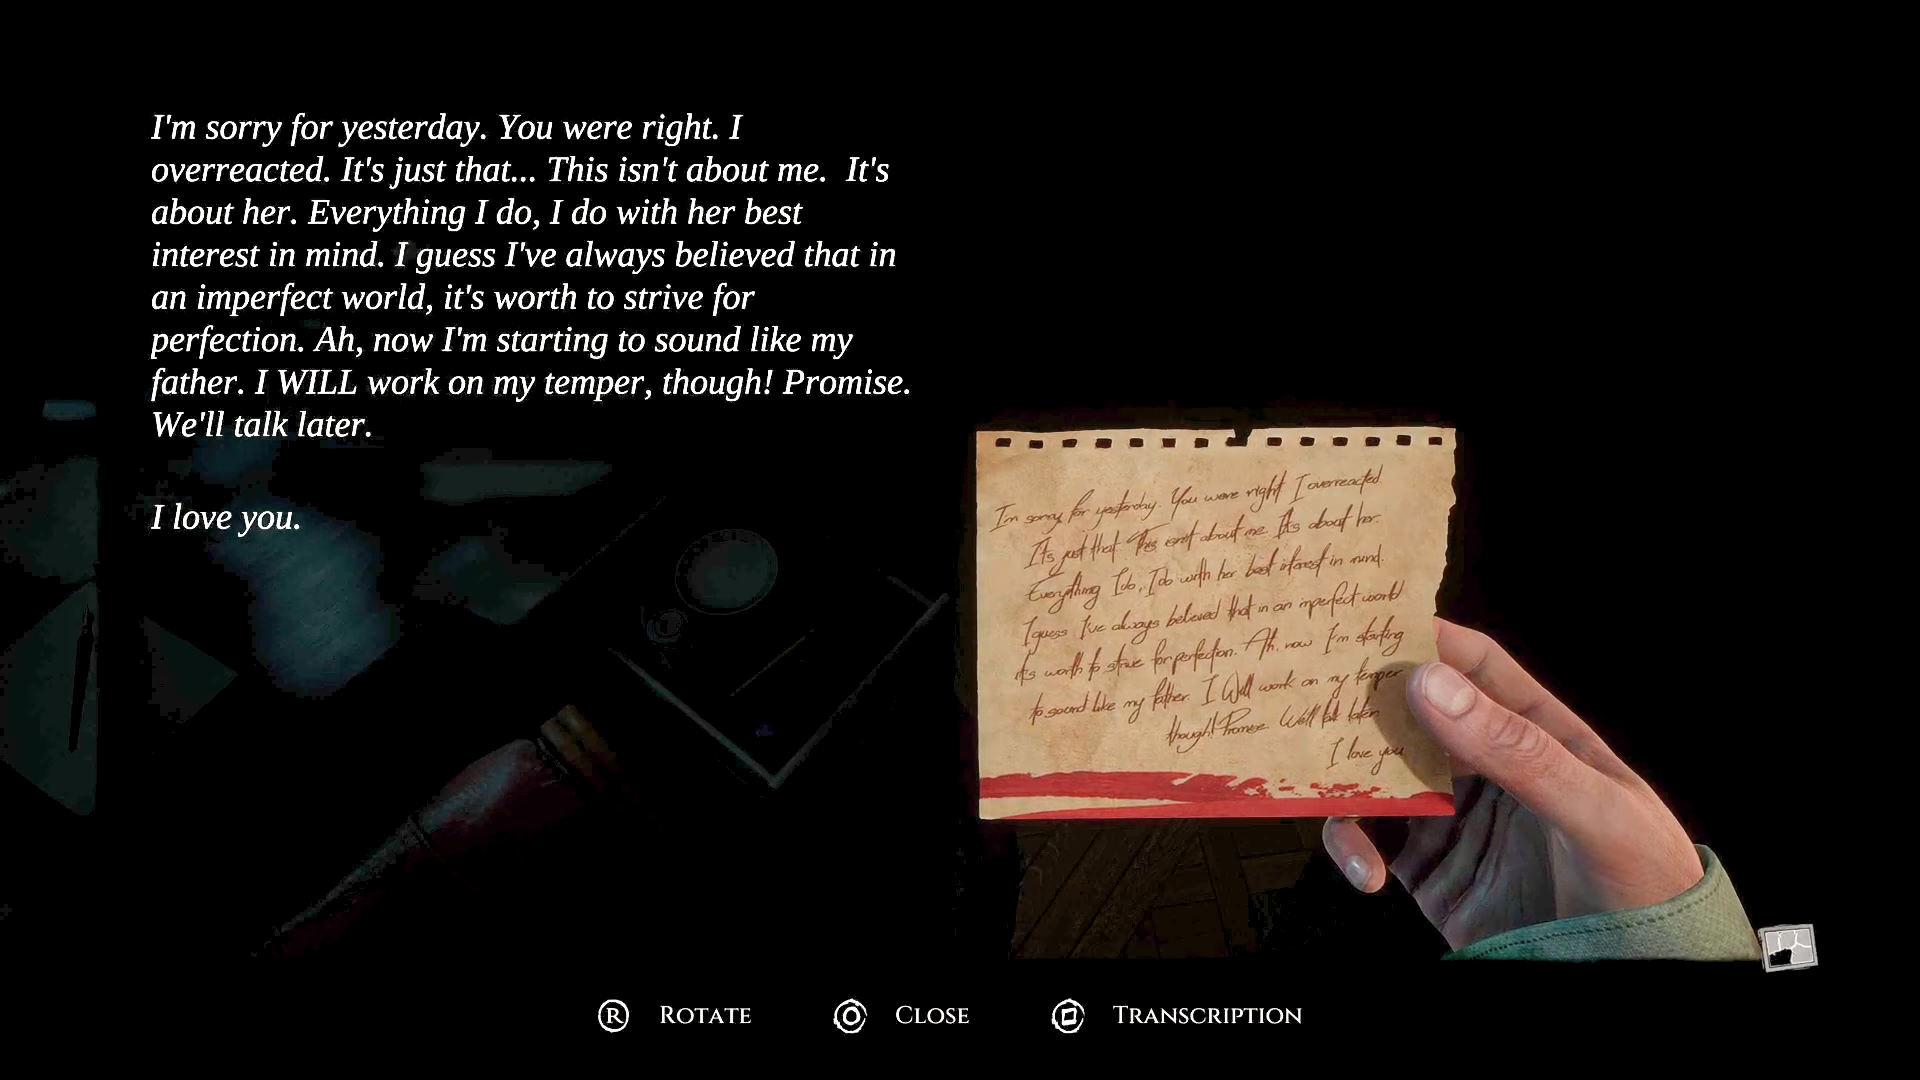 I'm sorry for yesterday. You were right. I
overreacted. It's just that... This isn't about me.  It's
about her. Everything I do, I do with her best
interest in mind. I guess I've always believed that in
an imperfect world, it's worth to strive for
perfection. Ah, now I'm starting to sound like my
father. I WILL work on my temper, though! Promise.
We'll talk later.
I love you.
I'm sorry for yesterday. You were right I overreacted.
It's just that. This isn't about me. It's about her.
Everything I do, I do with her best interest in mind.
I guess I've always believed that in an imperfect world
it's worth to strive for perfection. Ah, now I'm starting
to sound like my father. I Will work on my temper
though! Promise. We'll talk later.
I love you
R ROTATE
CLOSE
TRANSCRIPTION